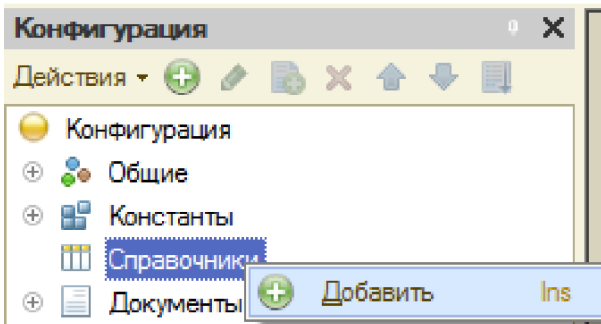 Конфигурация
Действия
Конфигурация
Общие
Константы
Справочники
Добавить Ins
Документы